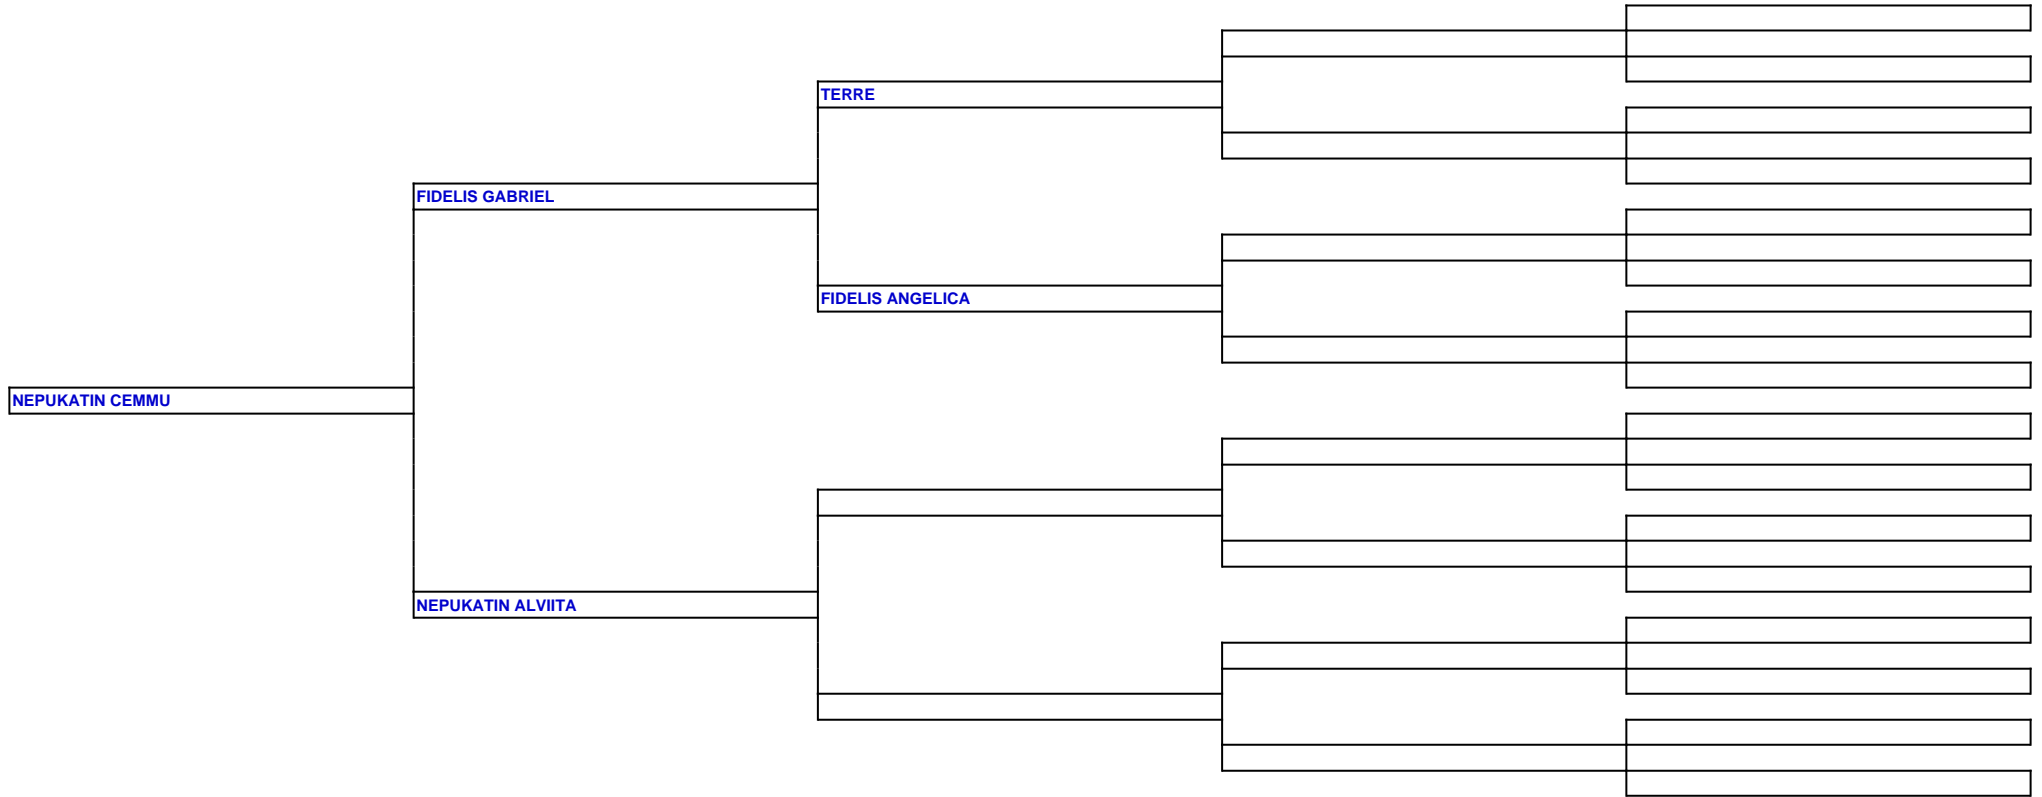 TERRE
FIDELIS GABRIEL
FIDELIS ANGELICA
NEPUKATIN CEMMU
NEPUKATIN ALVIITA